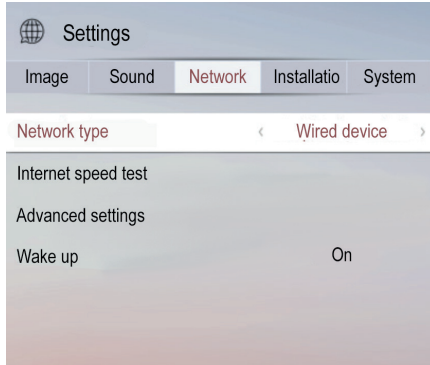 Settings
Image Sound Network Installatio System
Network type ‹ Wired device ›
Internet speed test
Advanced settings
Wake up On